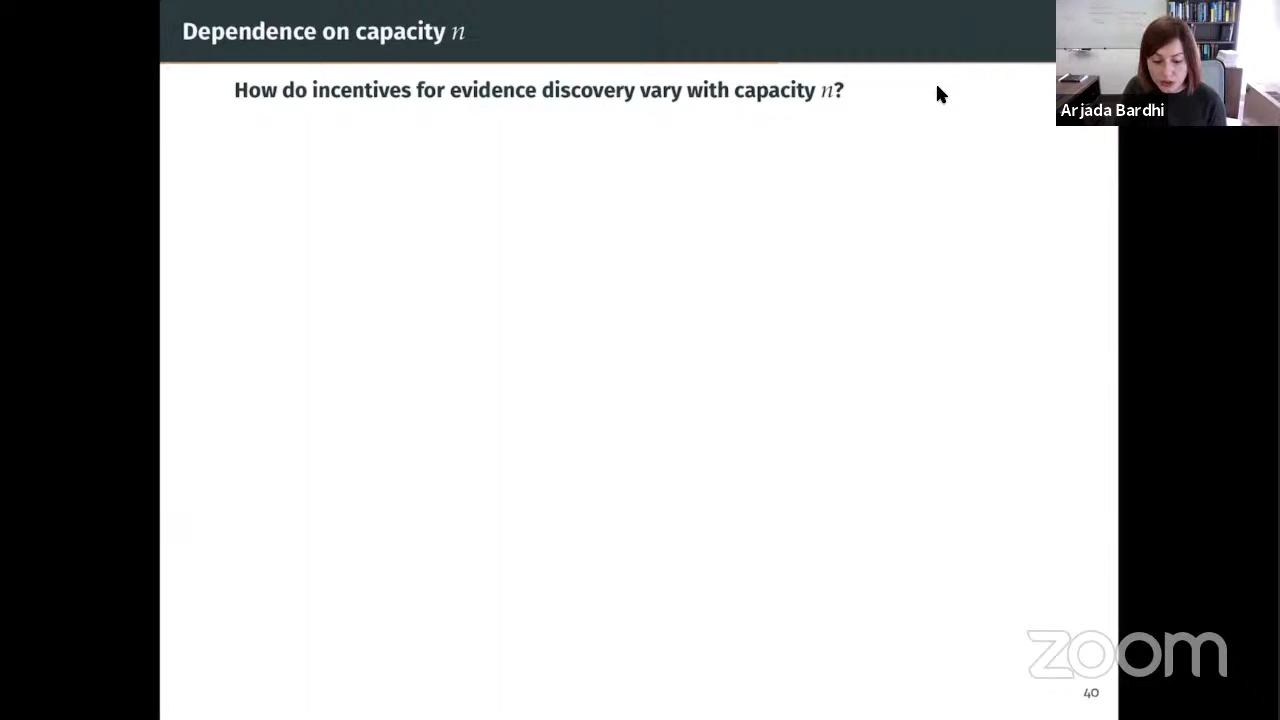 Dependence on capacity n
How do incentives for evidence discovery vary with capacity n?
Arjada Bardhi
zoom
40